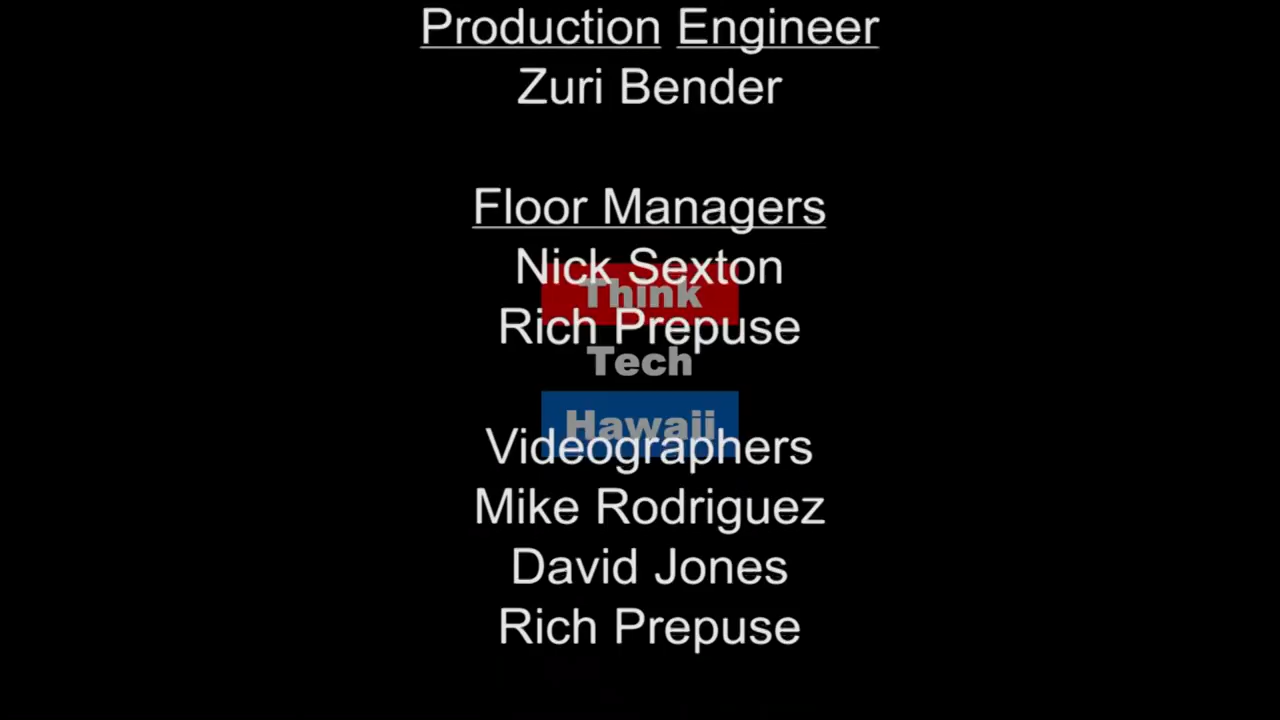 Production Engineer
Zuri Bender
Floor Managers
Nick Sexton
Think
Rich Prepuse
Tech
Hawaii
Videographers
Mike Rodriguez
David Jones
Rich Prepuse